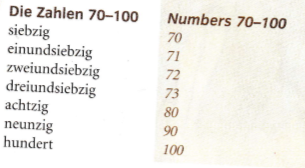 Die Zahlen 70–100 Numbers 70–100
siebzig 70
einundsiebzig 71
zweiundsiebzig 72
dreiundsiebzig 73
achtzig 80
neunzig 90
hundert 100